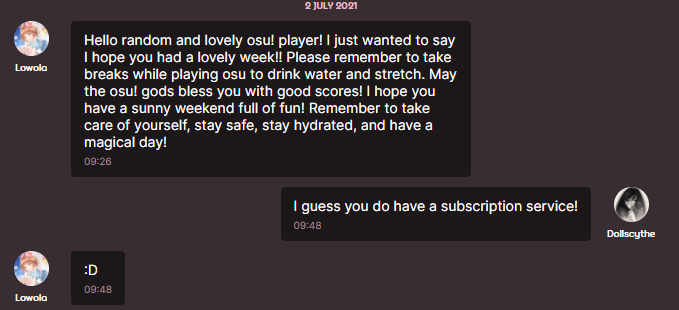 2 JULY 2021
Hello random and lovely osu! player! I just wanted to say
I hope you had a lovely week!! Please remember to take
breaks while playing osu to drink water and stretch. May
the osu! gods bless you with good scores! I hope you
have a sunny weekend full of fun! Remember to take
care of yourself, stay safe, stay hydrated, and have a
magical day!
09:26
Lowola
I guess you do have a subscription service!
09:48
Dollscythe
:D
09:48
Lowola